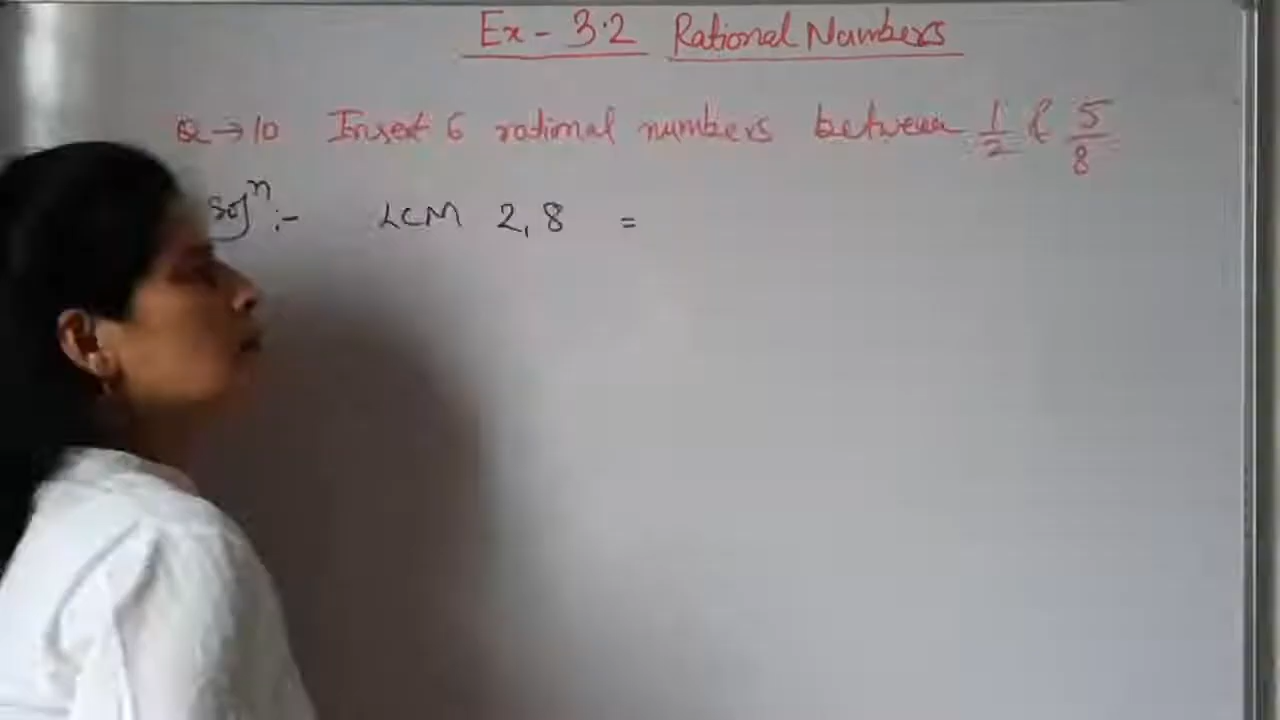 Ex - 3.2 Rational Numbers
Q → 10 Insert 6 rational numbers between 1/2 & 5/8
Solⁿ :- LCM 2, 8 =